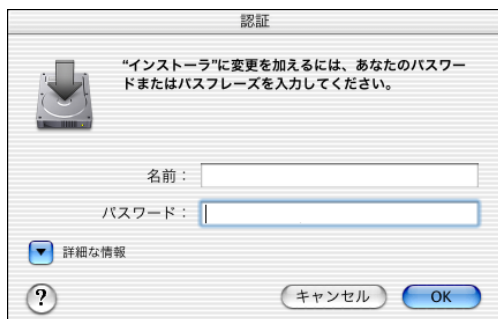 認証
“インストーラ”に変更を加えるには、あなたのパスワー
ドまたはパスフレーズを入力してください。
名前：
パスワード：
詳細な情報
?
キャンセル
OK